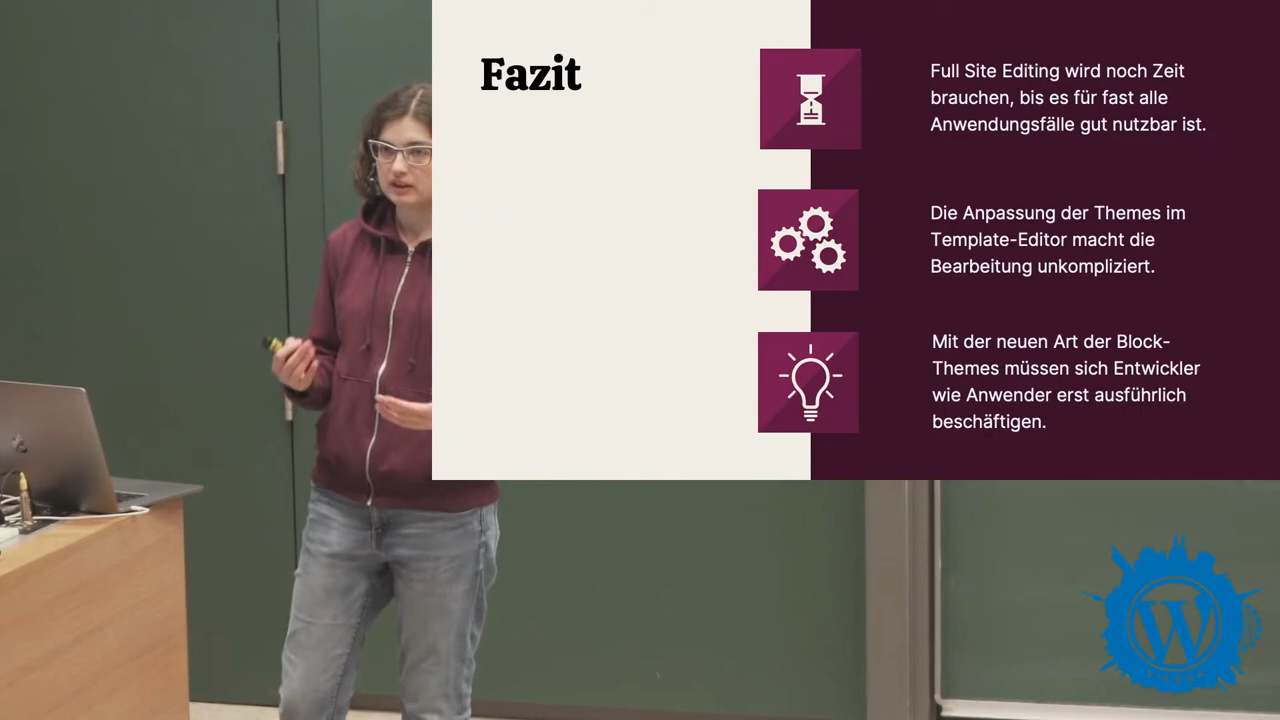 Fazit
Full Site Editing wird noch Zeit
brauchen, bis es für fast alle
Anwendungsfälle gut nutzbar ist.
Die Anpassung der Themes im
Template-Editor macht die
Bearbeitung unkompliziert.
Mit der neuen Art der Block-
Themes müssen sich Entwickler
wie Anwender erst ausführlich
beschäftigen.
W